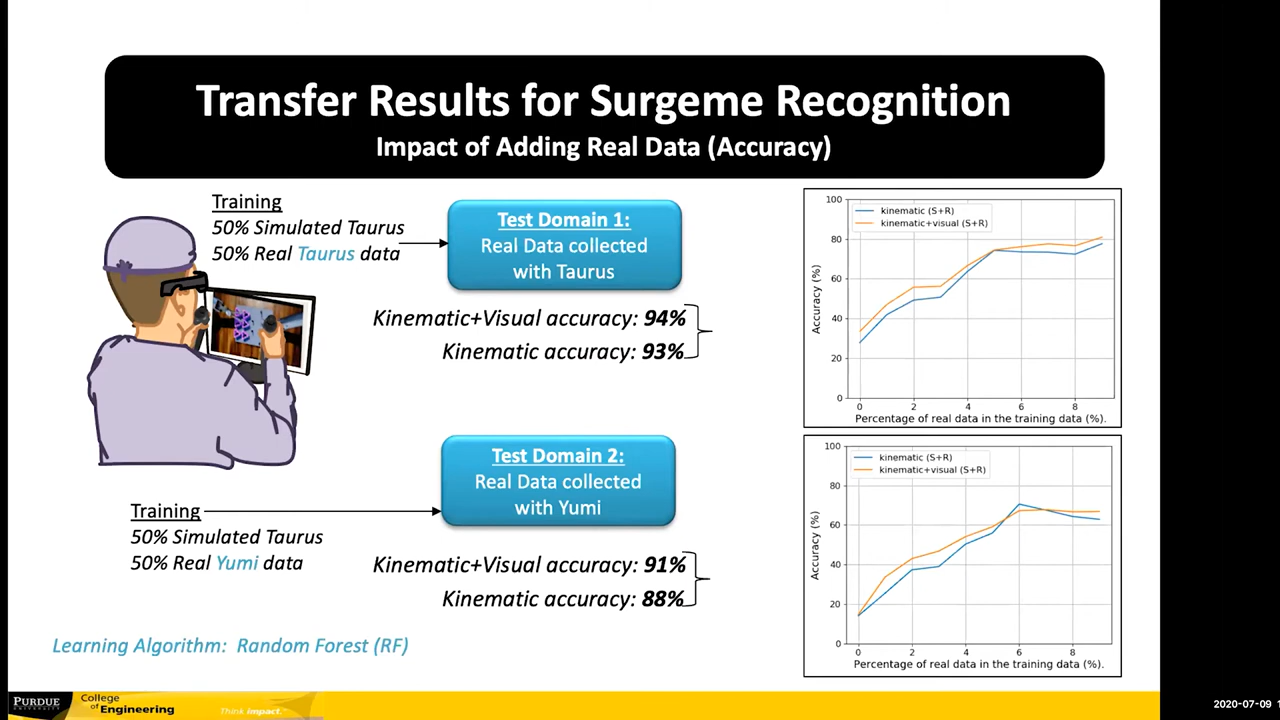 Transfer Results for Surgeme Recognition
Impact of Adding Real Data (Accuracy)
Training
50% Simulated Taurus
50% Real Taurus data
Test Domain 1:
Real Data collected
with Taurus
Kinematic+Visual accuracy: 94%
Kinematic accuracy: 93%
100
80
60
40
20
0
Accuracy (%)
kinematic (S+R)
kinematic+visual (S+R)
0 2 4 6 8
Percentage of real data in the training data (%).
Training
50% Simulated Taurus
50% Real Yumi data
Test Domain 2:
Real Data collected
with Yumi
Kinematic+Visual accuracy: 91%
Kinematic accuracy: 88%
100
80
60
40
20
0
Accuracy (%)
kinematic (S+R)
kinematic+visual (S+R)
0 2 4 6 8
Percentage of real data in the training data (%).
Learning Algorithm: Random Forest (RF)
PURDUE
UNIVERSITY
College
of Engineering
Think impact.
2020-07-09